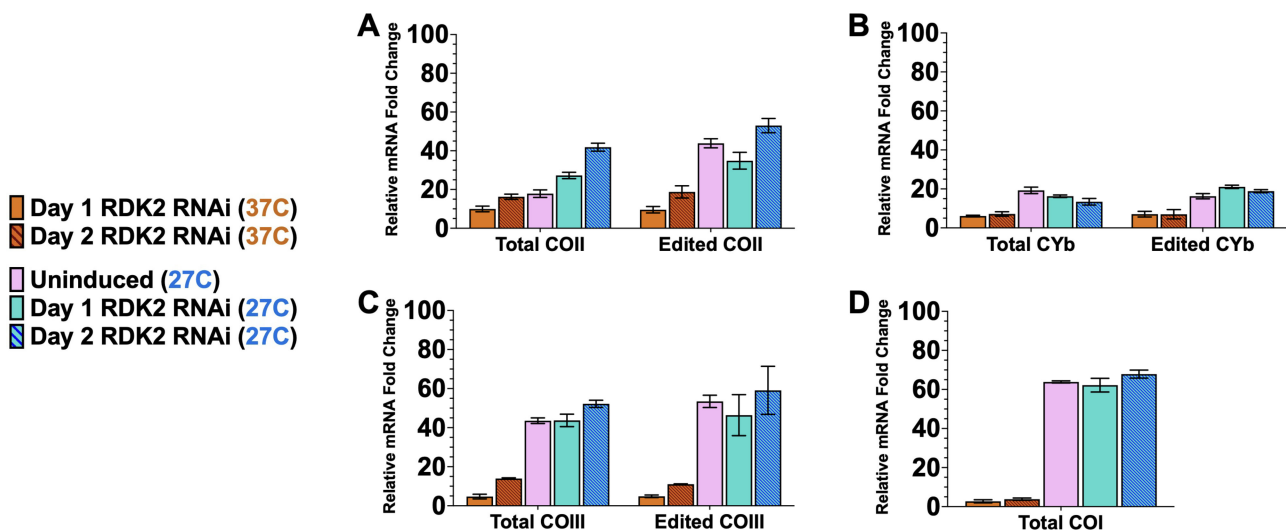 Day 1 RDK2 RNAi (37C)
Day 2 RDK2 RNAi (37C)
Uninduced (27C)
Day 1 RDK2 RNAi (27C)
Day 2 RDK2 RNAi (27C)
A
Relative mRNA Fold Change
100
80
60
40
20
0
Total COII Edited COII
B
Relative mRNA Fold Change
100
80
60
40
20
0
Total CYb Edited CYb
C
Relative mRNA Fold Change
100
80
60
40
20
0
Total COIII Edited COIII
D
Relative mRNA Fold Change
100
80
60
40
20
0
Total COI